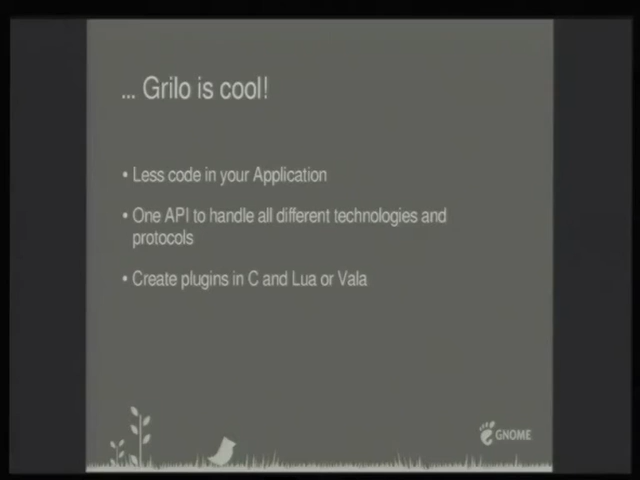 ... Grilo is cool!
• Less code in your Application
• One API to handle all different technologies and
protocols
• Create plugins in C and Lua or Vala
GNOME